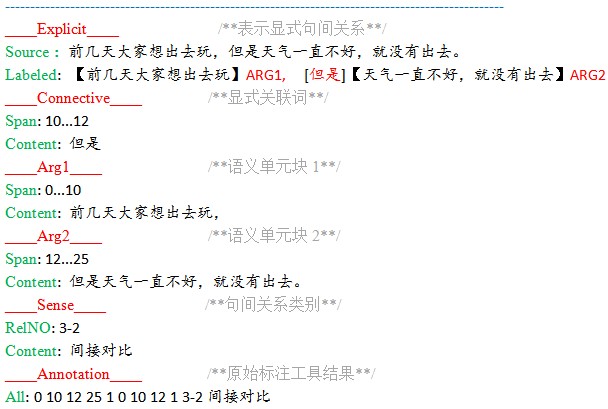 -----------------------------------------------------------------------------------------------
____Explicit____ /**表示显式句间关系**/
Source： 前几天大家想出去玩，但是天气一直不好，就没有出去。
Labeled: 【前几天大家想出去玩】ARG1, [但是]【天气一直不好，就没有出去】ARG2
____Connective____ /**显式关联词**/
Span: 10...12
Content: 但是
____Arg1____ /**语义单元块 1**/
Span: 0...10
Content: 前几天大家想出去玩，
____Arg2____ /**语义单元块 2**/
Span: 12...25
Content: 但是天气一直不好，就没有出去。
____Sense____ /**句间关系类别**/
RelNO: 3-2
Content: 间接对比
____Annotation____ /**原始标注工具结果**/
All: 0 10 12 25 1 0 10 12 1 3-2 间接对比